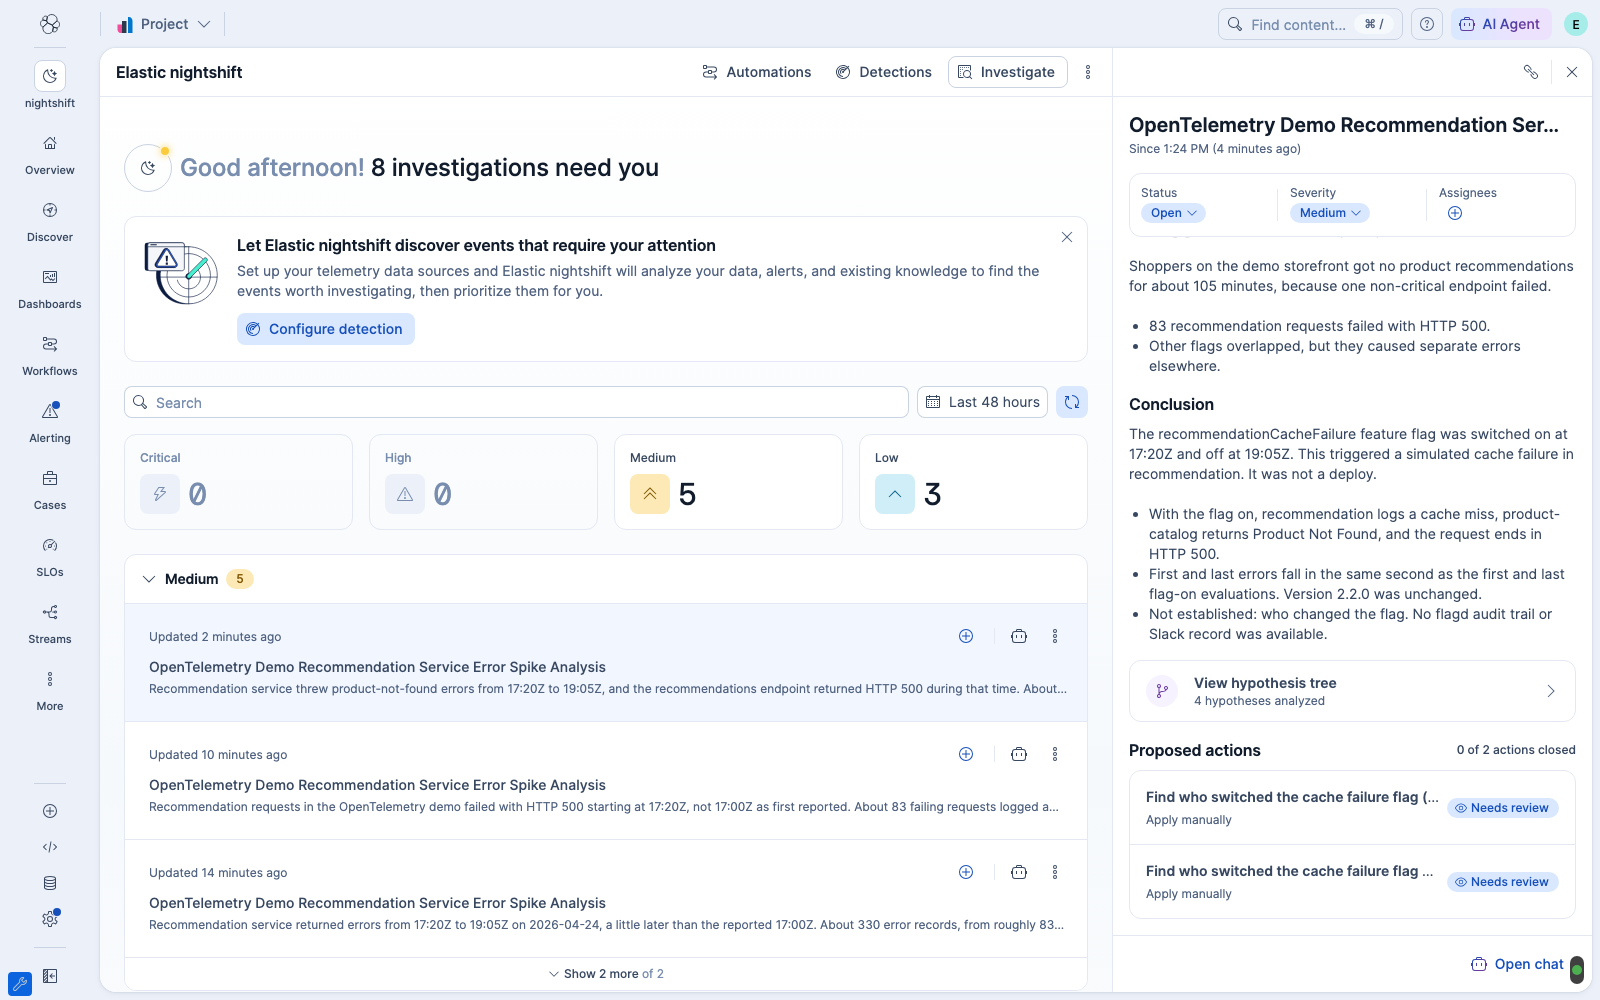 Project
Find content...
⌘ /
AI Agent
E
nightshift
Overview
Discover
Dashboards
Workflows
Alerting
Cases
SLOs
Streams
More
Elastic nightshift
Automations
Detections
Investigate
Good afternoon! 8 investigations need you
Let Elastic nightshift discover events that require your attention
Set up your telemetry data sources and Elastic nightshift will analyze your data, alerts, and existing knowledge to find the
events worth investigating, then prioritize them for you.
Configure detection
Search
Last 48 hours
Critical
0
High
0
Medium
5
Low
3
Medium 5
Updated 2 minutes ago
OpenTelemetry Demo Recommendation Service Error Spike Analysis
Recommendation service threw product-not-found errors from 17:20Z to 19:05Z, and the recommendations endpoint returned HTTP 500 during that time. About...
Updated 10 minutes ago
OpenTelemetry Demo Recommendation Service Error Spike Analysis
Recommendation requests in the OpenTelemetry demo failed with HTTP 500 starting at 17:20Z, not 17:00Z as first reported. About 83 failing requests logged a...
Updated 14 minutes ago
OpenTelemetry Demo Recommendation Service Error Spike Analysis
Recommendation service returned errors from 17:20Z to 19:05Z on 2026-04-24, a little later than the reported 17:00Z. About 330 error records, from roughly 83...
Show 2 more of 2
OpenTelemetry Demo Recommendation Ser...
Since 1:24 PM (4 minutes ago)
Status
Open
Severity
Medium
Assignees
Shoppers on the demo storefront got no product recommendations
for about 105 minutes, because one non-critical endpoint failed.
• 83 recommendation requests failed with HTTP 500.
• Other flags overlapped, but they caused separate errors
elsewhere.
Conclusion
The recommendationCacheFailure feature flag was switched on at
17:20Z and off at 19:05Z. This triggered a simulated cache failure in
recommendation. It was not a deploy.
• With the flag on, recommendation logs a cache miss, product-
catalog returns Product Not Found, and the request ends in
HTTP 500.
• First and last errors fall in the same second as the first and last
flag-on evaluations. Version 2.2.0 was unchanged.
• Not established: who changed the flag. No flagd audit trail or
Slack record was available.
View hypothesis tree
4 hypotheses analyzed
Proposed actions
0 of 2 actions closed
Find who switched the cache failure flag (...
Apply manually
Needs review
Find who switched the cache failure flag ...
Apply manually
Needs review
Open chat